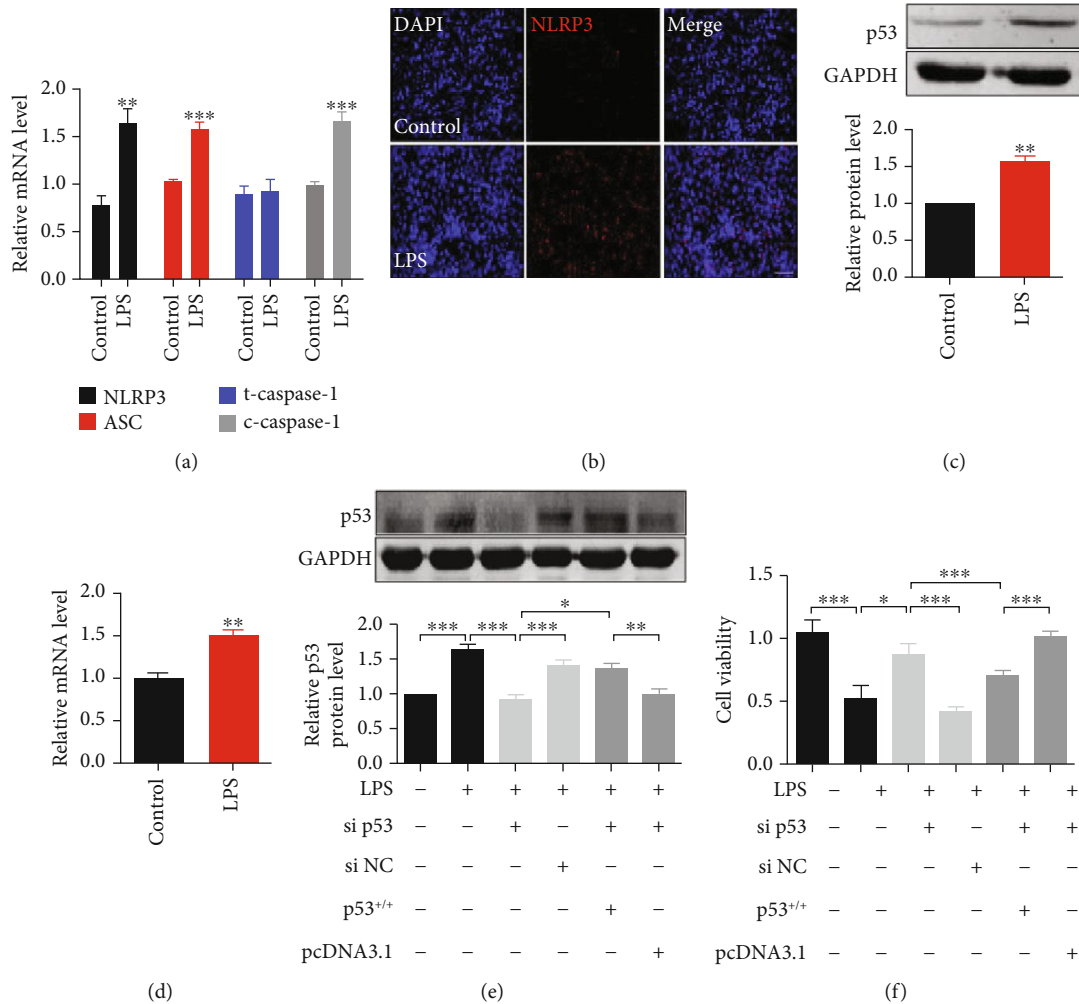 Relative mRNA level
2.0
1.5
1.0
0.5
0.0
** *** ***
Control LPS Control LPS Control LPS Control LPS
NLRP3 t-caspase-1
ASC c-caspase-1
(a)
DAPI NLRP3 Merge
Control
LPS
(b)
p53
GAPDH
Relative protein level
2.0
1.5
1.0
0.5
0.0
**
Control LPS
(c)
Relative mRNA level
2.0
1.5
1.0
0.5
0.0
**
Control LPS
(d)
p53
GAPDH
Relative p53
protein level
2.0
1.5
1.0
0.5
0.0
*
*** *** *** **
LPS – + + + + +
si p53 – – + – + +
si NC – – – + – –
p53+/+ – – – – + –
pcDNA3.1 – – – – – +
(e)
Cell viability
1.5
1.0
0.5
0.0
***
*** * *** ***
LPS – + + + + +
si p53 – – + – + +
si NC – – – + – –
p53+/+ – – – – + –
pcDNA3.1 – – – – – +
(f)